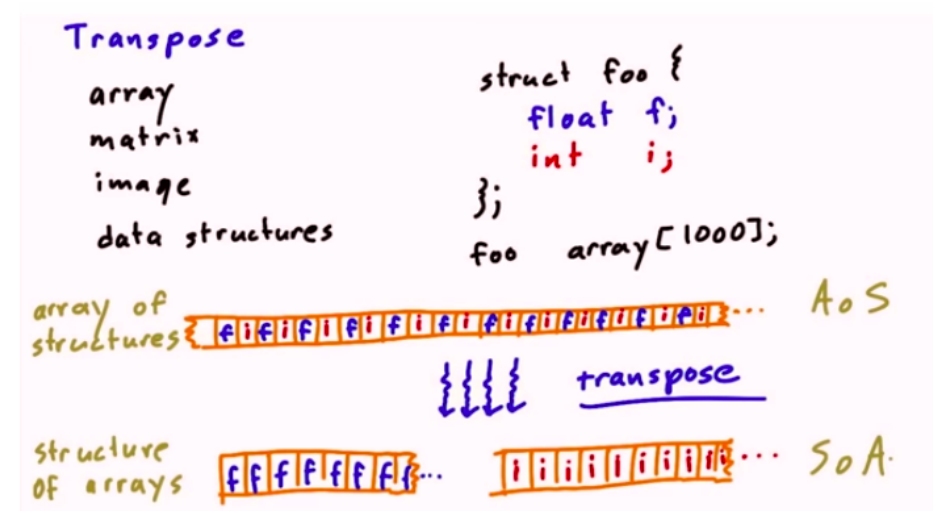 Transpose
array
matrix
image
data structures
struct foo {
float f;
int i;
};
foo array[1000];
array of
structures
f i f i f i f i f i f i f i f i f i f i f i f i ...
AoS
transpose
structure
of arrays
f f f f f f f f ...
i i i i i i i i i ...
SoA.